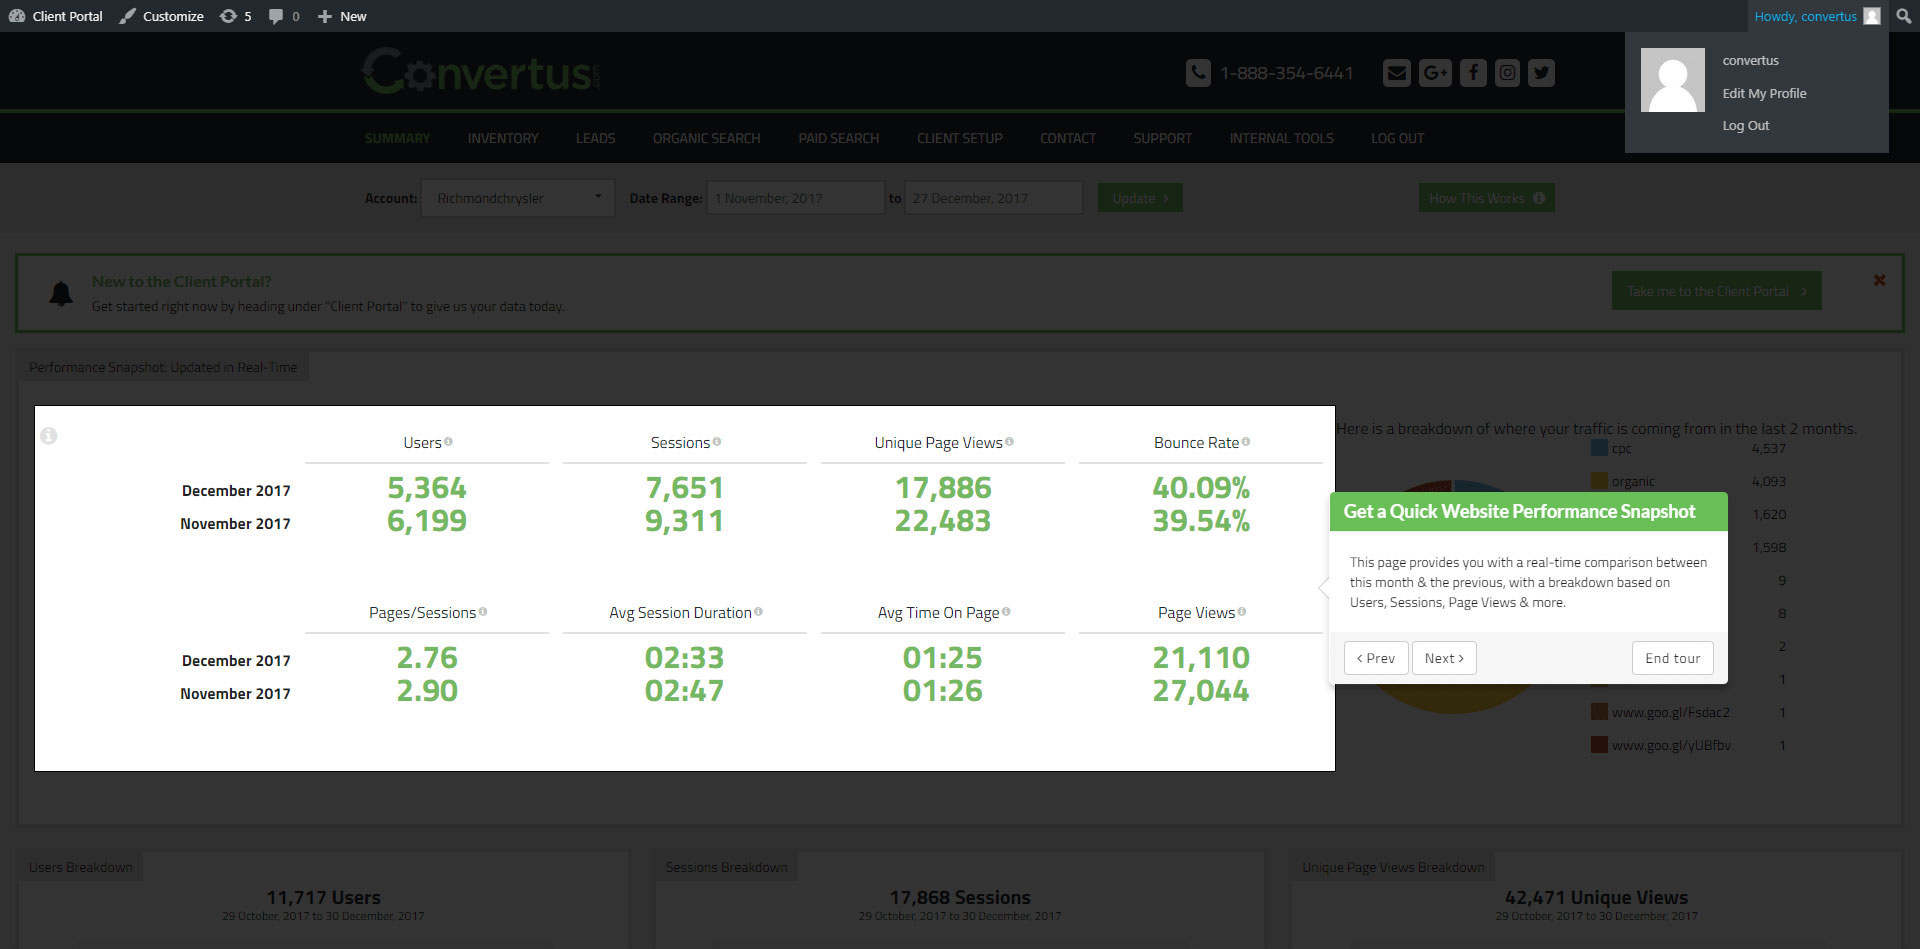 Client Portal Customize 5 0 New Howdy, convertus
convertus
Edit My Profile
Log Out
Convertus.com
1-888-354-6441
SUMMARY INVENTORY LEADS ORGANIC SEARCH PAID SEARCH CLIENT SETUP CONTACT SUPPORT INTERNAL TOOLS LOG OUT
Account: Richmondchrysler Date Range: 1 November, 2017 to 27 December, 2017 Update > How This Works
New to the Client Portal?
Get started right now by heading under "Client Portal" to give us your data today.
Take me to the Client Portal >
Performance Snapshot: Updated in Real-Time
Users Sessions Unique Page Views Bounce Rate
December 2017 5,364 7,651 17,886 40.09%
November 2017 6,199 9,311 22,483 39.54%
Pages/Sessions Avg Session Duration Avg Time On Page Page Views
December 2017 2.76 02:33 01:25 21,110
November 2017 2.90 02:47 01:26 27,044
Here is a breakdown of where your traffic is coming from in the last 2 months.
cpc 4,537
organic 4,093
1,620
1,598
9
8
2
1
www.goo.gl/Fsdac2 1
www.goo.gl/yUBfbv 1
Get a Quick Website Performance Snapshot
This page provides you with a real-time comparison between
this month & the previous, with a breakdown based on
Users, Sessions, Page Views & more.
< Prev Next > End tour
Users Breakdown
11,717 Users
29 October, 2017 to 30 December, 2017
Sessions Breakdown
17,868 Sessions
29 October, 2017 to 30 December, 2017
Unique Page Views Breakdown
42,471 Unique Views
29 October, 2017 to 30 December, 2017